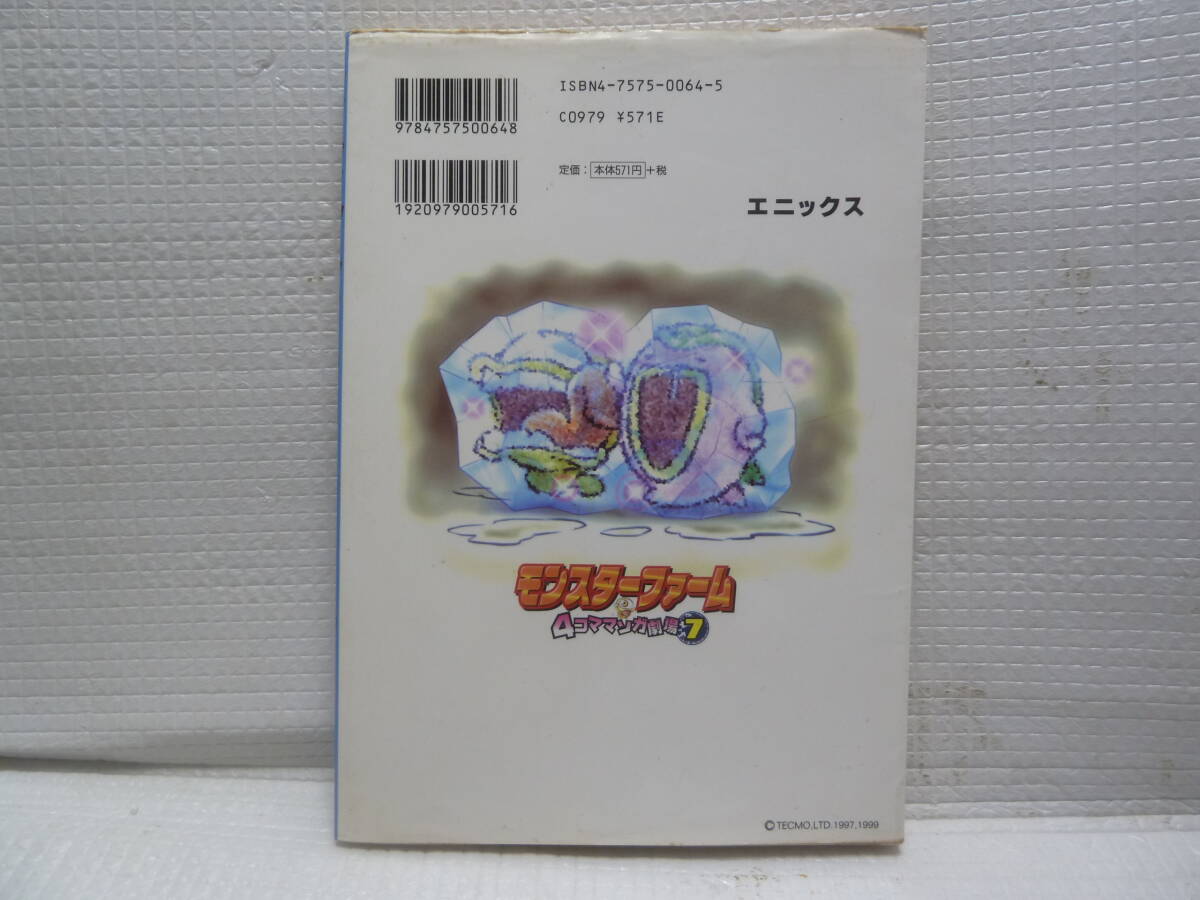 ISBN4-7575-0064-5
C0979 ¥571E
9784757500648
定価：本体571円+税
1920979005716
エニックス
モンスターファーム
4コママンガ劇場 7
©TECMO,LTD.1997,1999